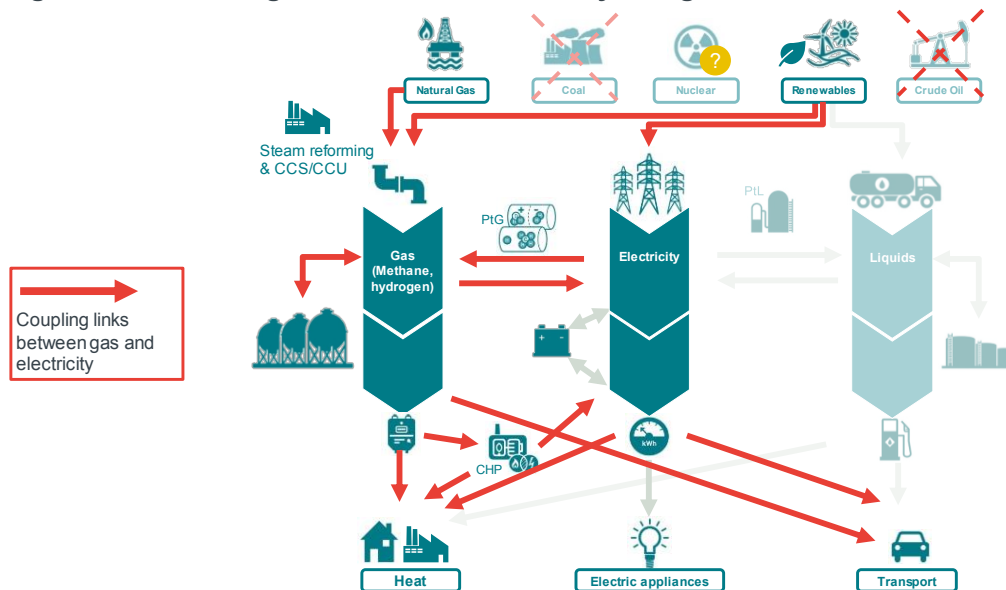 Natural Gas
Coal
?
Nuclear
Renewables
Crude Oil
Steam reforming
& CCS/CCU
PtG
PtL
Gas
(Methane,
hydrogen)
Electricity
Liquids
Coupling links
between gas and
electricity
+ -
kWh
CHP
Heat
Electric appliances
Transport